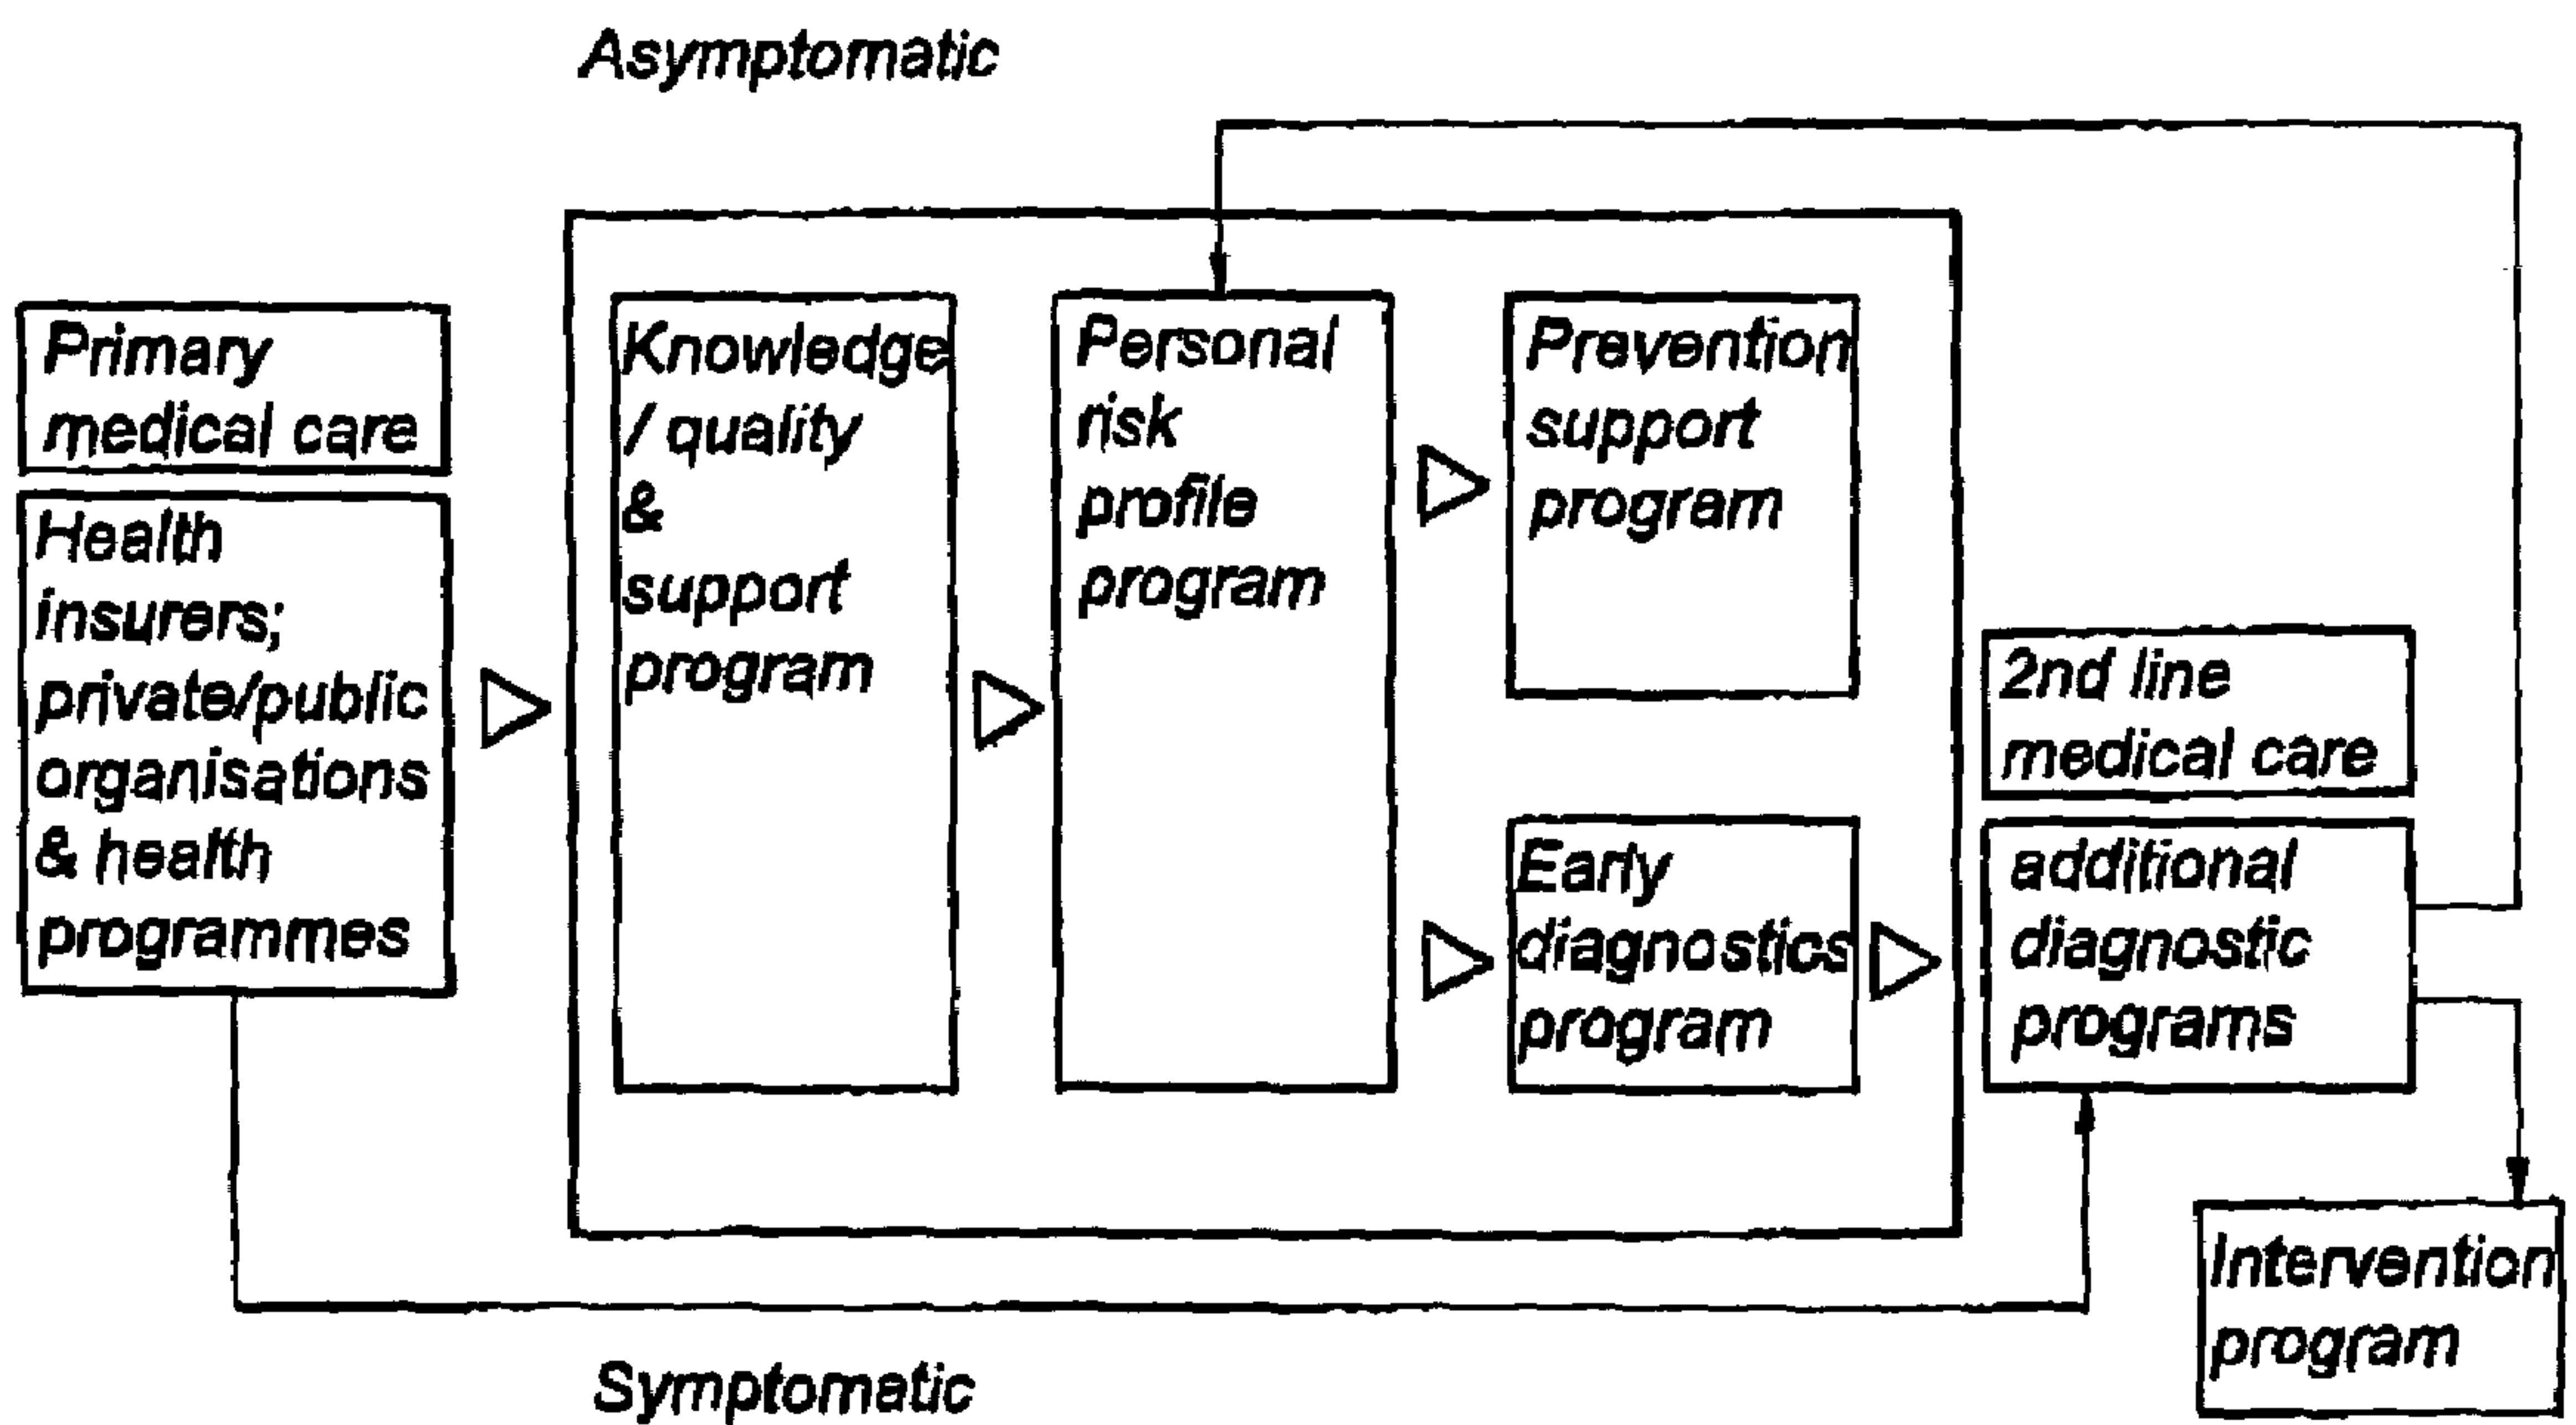 Asymptomatic
Primary
medical care
Health
insurers;
private/public
organisations
& health
programmes
Knowledge
/ quality
&
support
program
Personal
risk
profile
program
Prevention
support
program
Early
diagnostics
program
2nd line
medical care
additional
diagnostic
programs
Intervention
program
Symptomatic